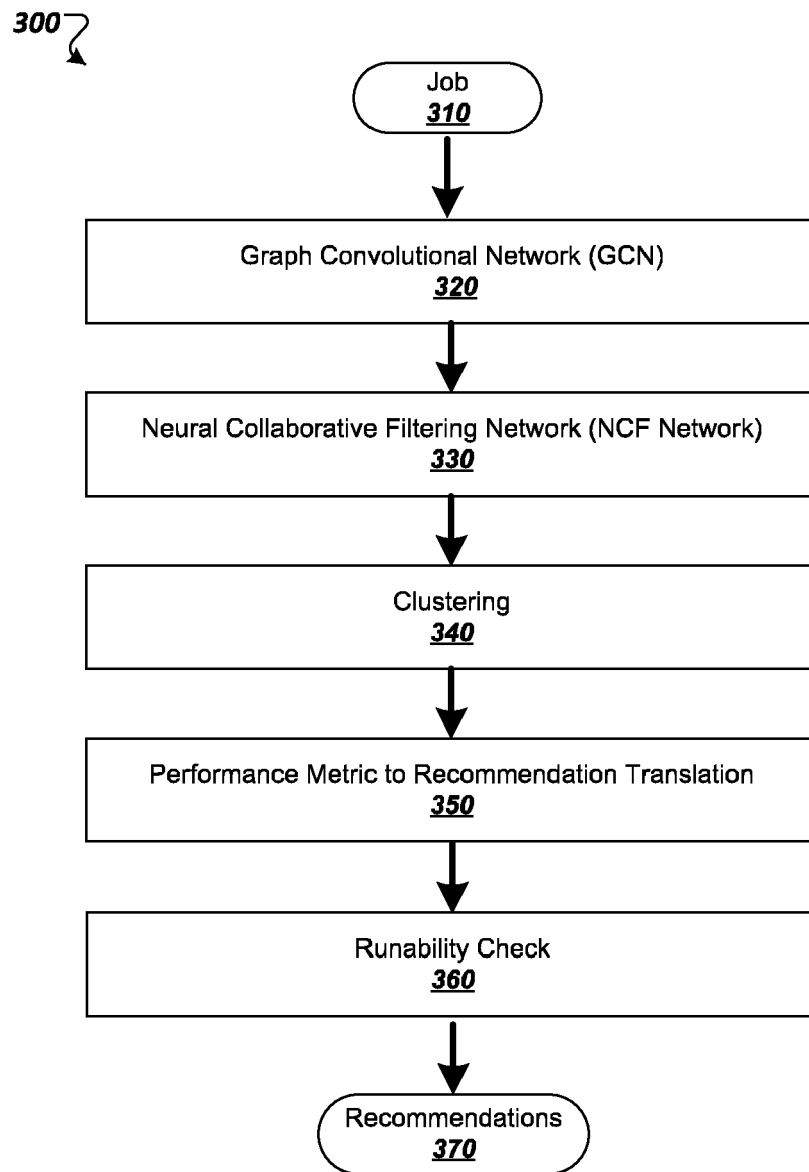 300
Job
310
Graph Convolutional Network (GCN)
320
Neural Collaborative Filtering Network (NCF Network)
330
Clustering
340
Performance Metric to Recommendation Translation
350
Runability Check
360
Recommendations
370